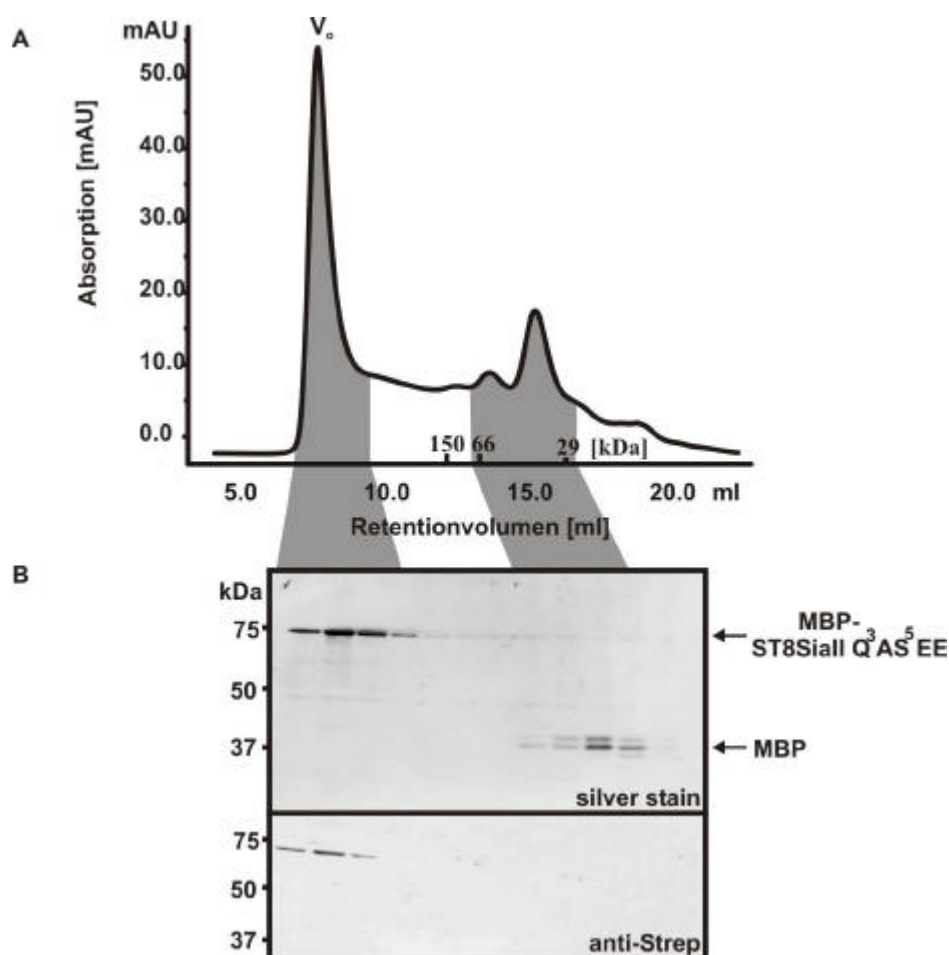 A
mAU
Vₒ
50.0
40.0
30.0
20.0
10.0
0.0
Absorption [mAU]
150 66 29 [kDa]
5.0 10.0 15.0 20.0 ml
Retentionvolumen [ml]
B
kDa
75
50
37
MBP-
ST8SiaII Q³AS⁵EE
MBP
silver stain
75
50
37
anti-Strep